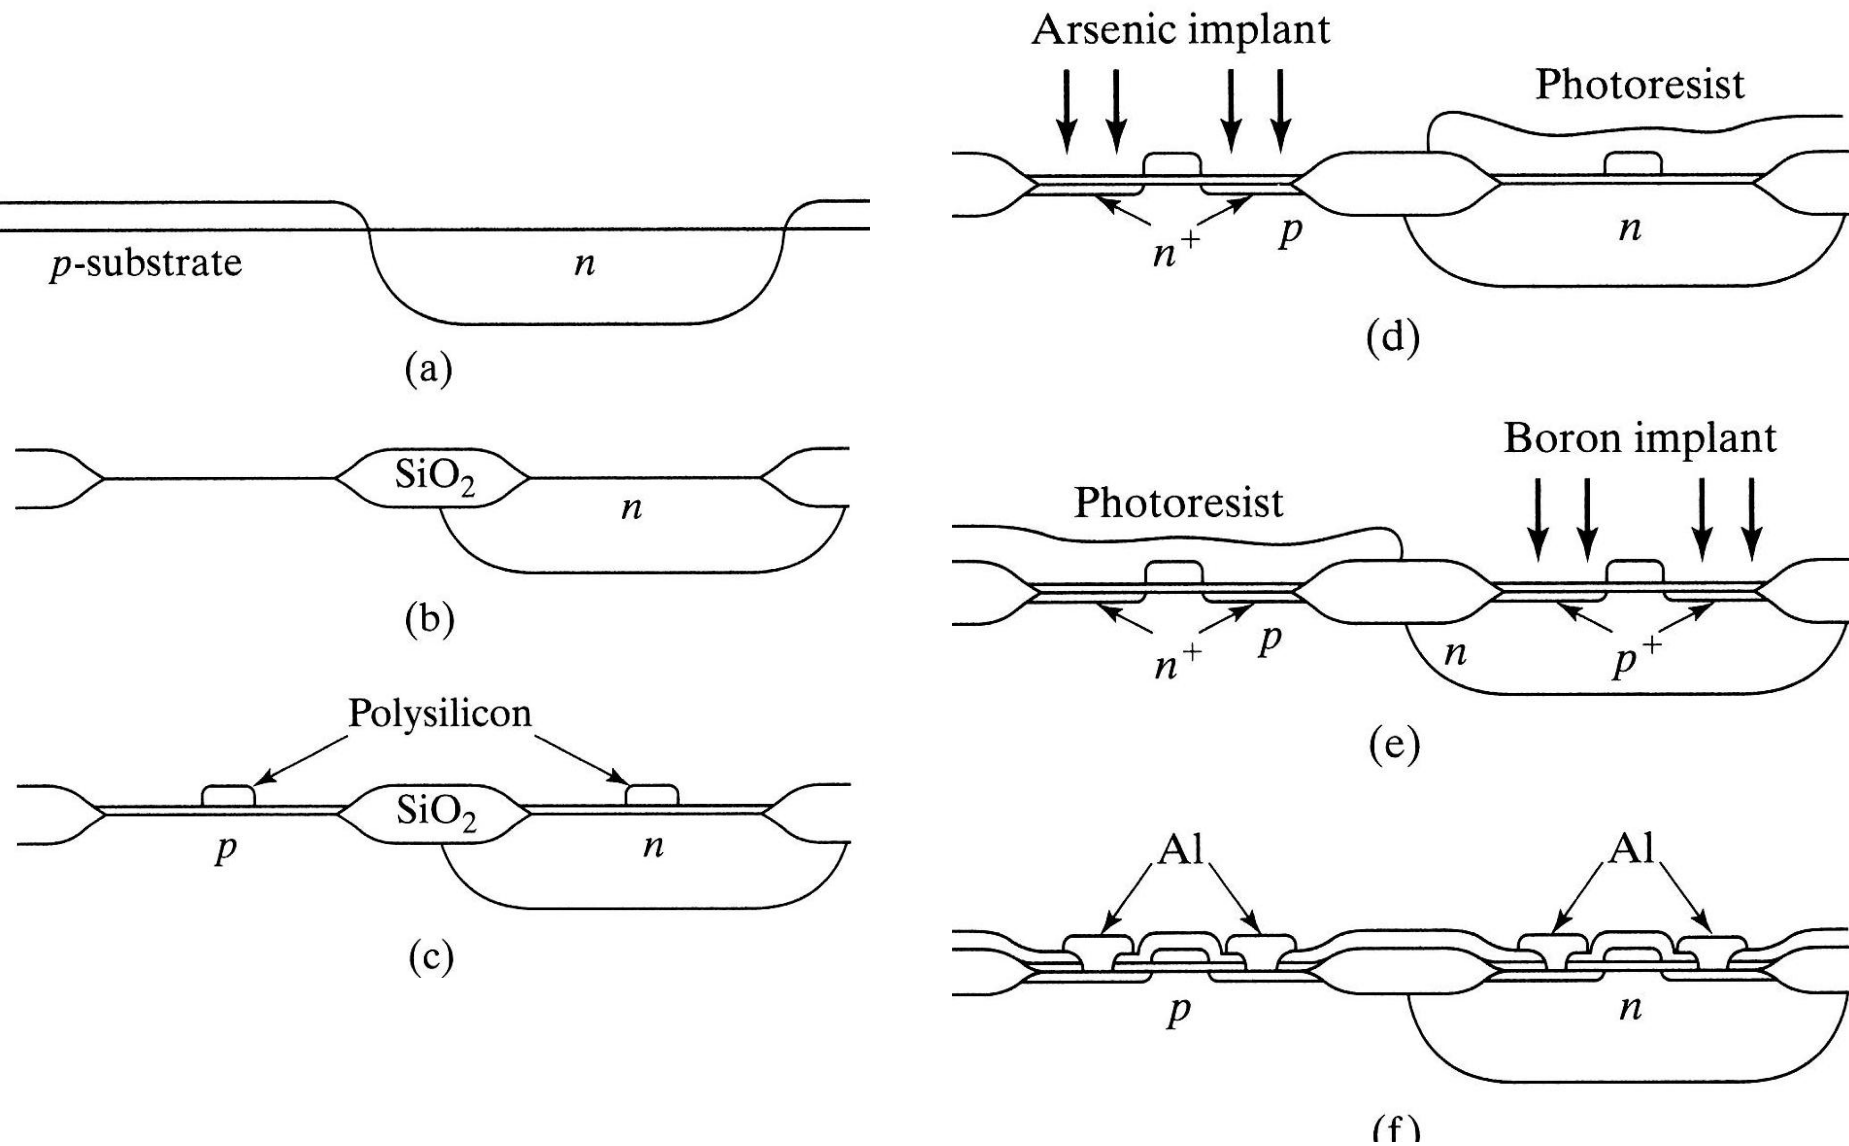 p-substrate
n
(a)
SiO₂
n
(b)
Polysilicon
SiO₂
p
n
(c)
Arsenic implant
Photoresist
n⁺
p
n
(d)
Boron implant
Photoresist
n⁺
p
n
p⁺
(e)
Al
Al
p
n
(f)